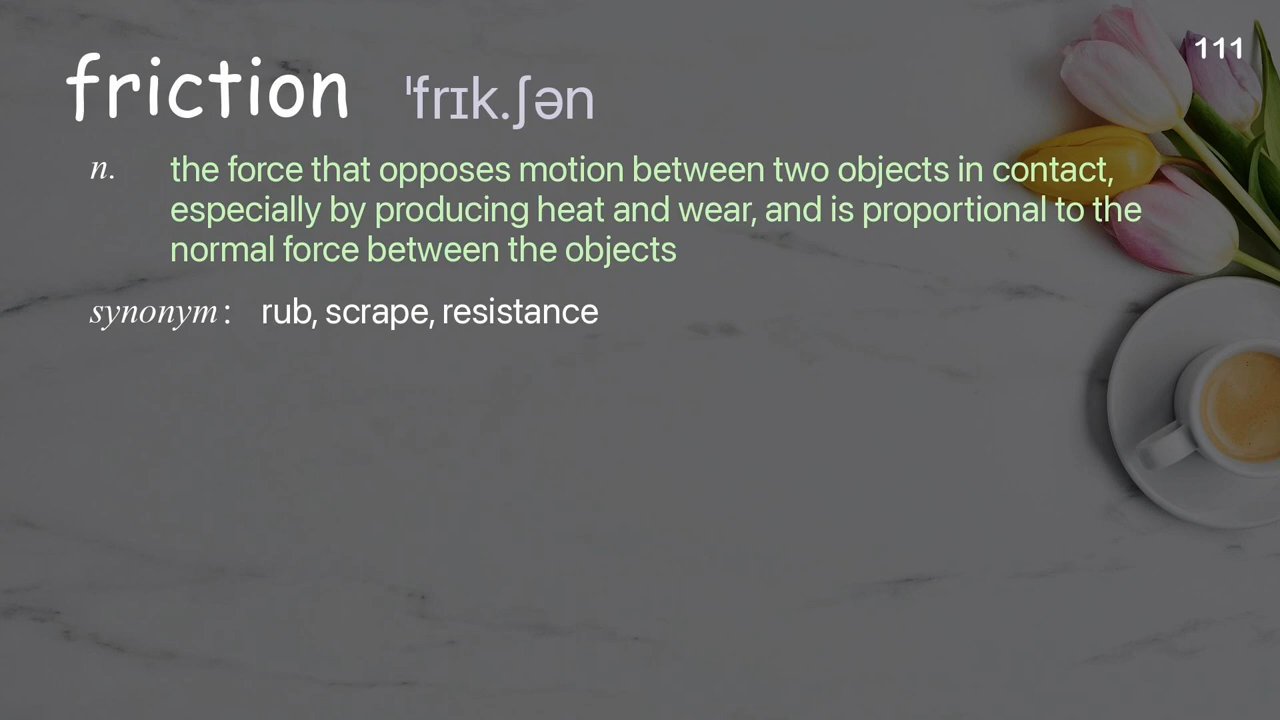 111
friction ˈfrɪk.ʃən
n. the force that opposes motion between two objects in contact,
especially by producing heat and wear, and is proportional to the
normal force between the objects
synonym: rub, scrape, resistance